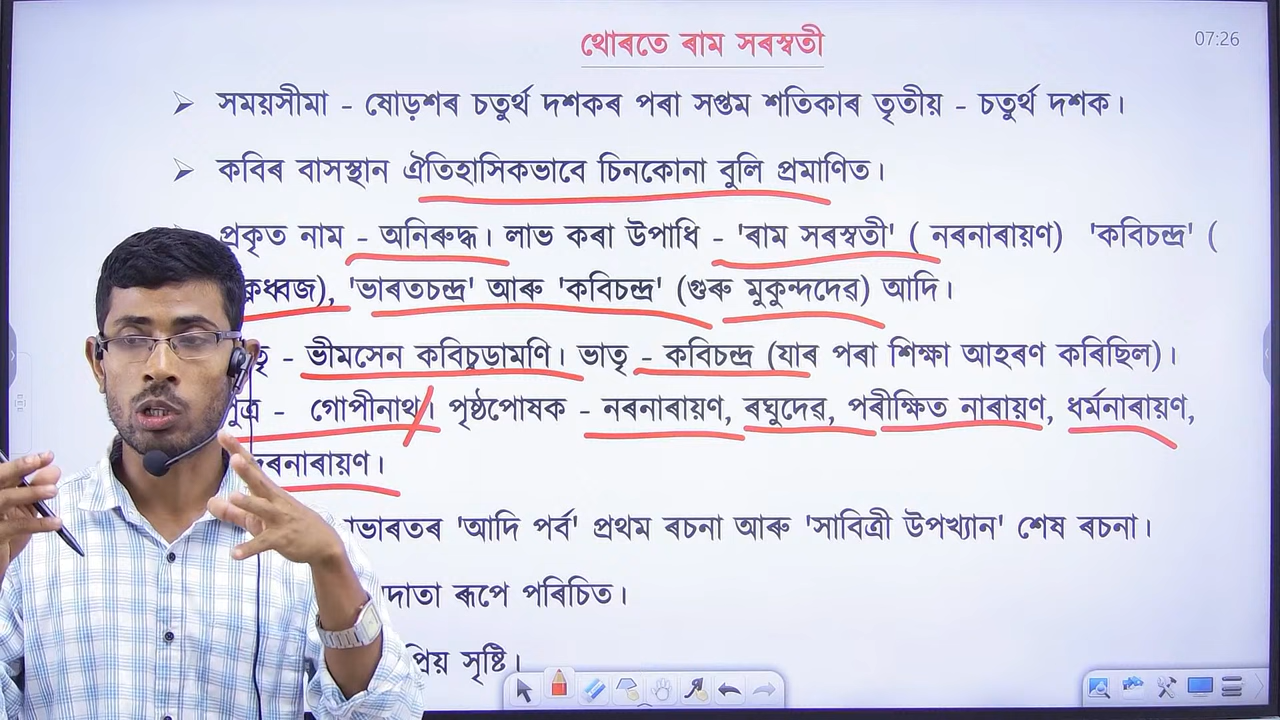 থোৰতে ৰাম সৰস্বতী
07:26
➢ সময়সীমা - ষোড়শৰ চতুৰ্থ দশকৰ পৰা সপ্তম শতিকাৰ তৃতীয় - চতুৰ্থ দশক।
➢ কবিৰ বাসস্থান ঐতিহাসিকভাবে চিনকোনা বুলি প্ৰমাণিত।
প্ৰকৃত নাম - অনিৰুদ্ধ। লাভ কৰা উপাধি - 'ৰাম সৰস্বতী' ( নৰনাৰায়ণ) 'কবিচন্দ্ৰ' (
'ভাৰতচন্দ্ৰ' আৰু 'কবিচন্দ্ৰ' (গুৰু মুকুন্দদেৱ) আদি।
- ভীমসেন কবিচূড়ামণি। ভাতৃ - কবিচন্দ্ৰ (যাৰ পৰা শিক্ষা আহৰণ কৰিছিল)।
পুত্ৰ - গোপীনাথ। পৃষ্ঠপোষক - নৰনাৰায়ণ, ৰঘুদেৱ, পৰীক্ষিত নাৰায়ণ, ধৰ্মনাৰায়ণ,
'আদি পৰ্ব' প্ৰথম ৰচনা আৰু 'সাবিত্ৰী উপখ্যান' শেষ ৰচনা।
ৰূপে পৰিচিত।
সৃষ্টি।